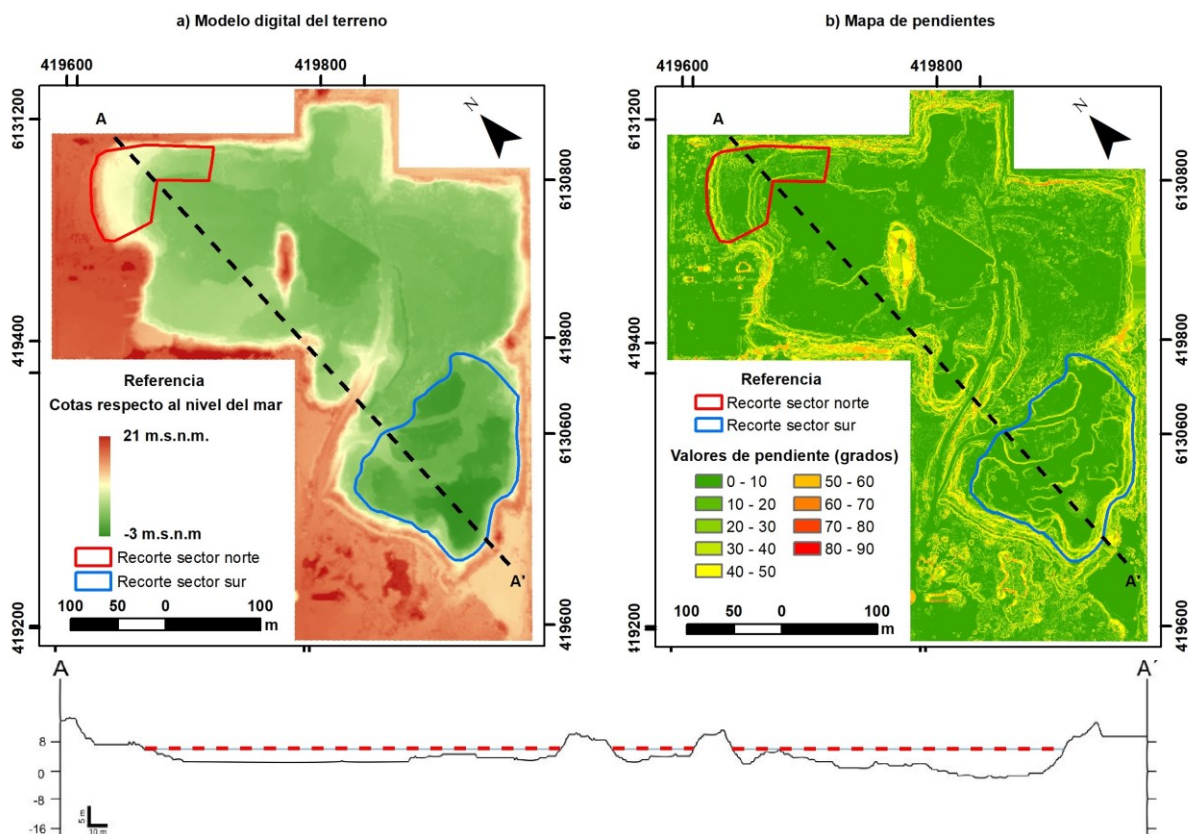 a) Modelo digital del terreno
419600
419800
6131200
6130800
419400
419800
6130600
419200
419600
N
A
A'
Referencia
Cotas respecto al nivel del mar
21 m.s.n.m.
-3 m.s.n.m
Recorte sector norte
Recorte sector sur
100 50 0 100
m
b) Mapa de pendientes
419600
419800
6131200
6130800
419400
419800
6130600
419200
419600
N
A
A'
Referencia
Recorte sector norte
Recorte sector sur
Valores de pendiente (grados)
0 - 10
10 - 20
20 - 30
30 - 40
40 - 50
50 - 60
60 - 70
70 - 80
80 - 90
100 50 0 100
m
A
A´
8
0
-8
-16
5 m
10 m